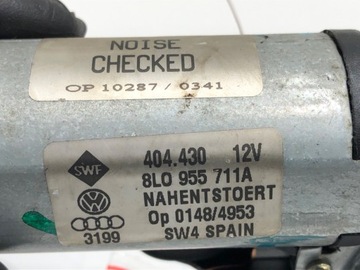 NOISE
CHECKED
OP 10287 / 0341
SWF
404.430 12V
8L0 955 711A
NAHENTSTOERT
Op 0148/4953
3199 SW4 SPAIN